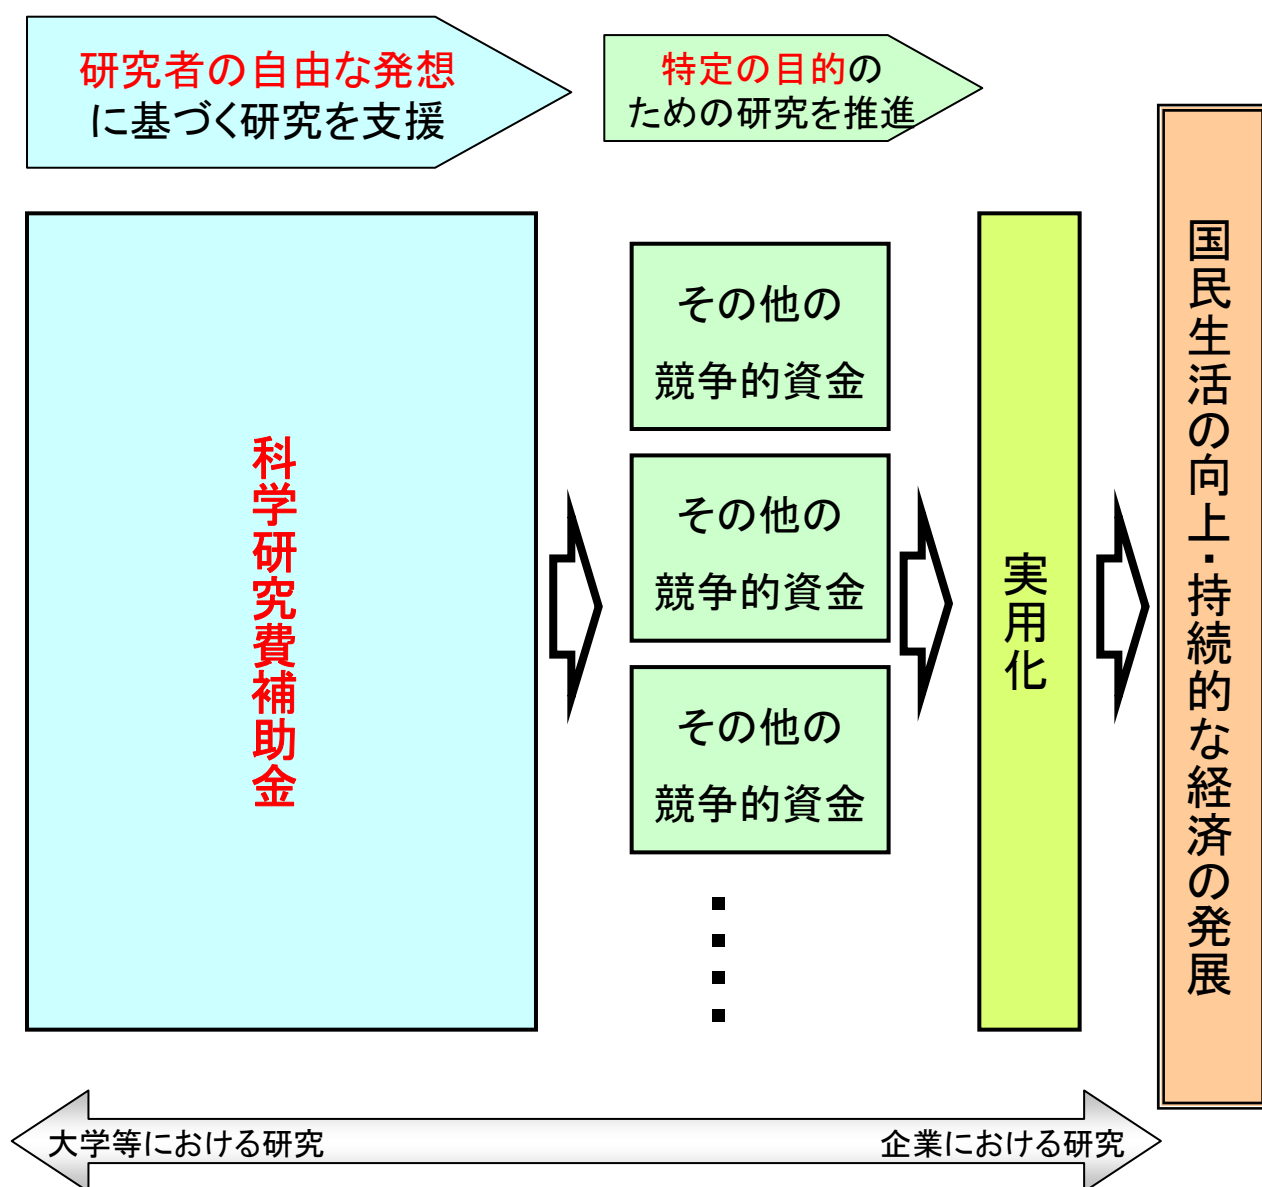 研究者の自由な発想
に基づく研究を支援
特定の目的の
ための研究を推進
科学研究費補助金
その他の
競争的資金
その他の
競争的資金
その他の
競争的資金
実用化
国民生活の向上・持続的な経済の発展
大学等における研究
企業における研究